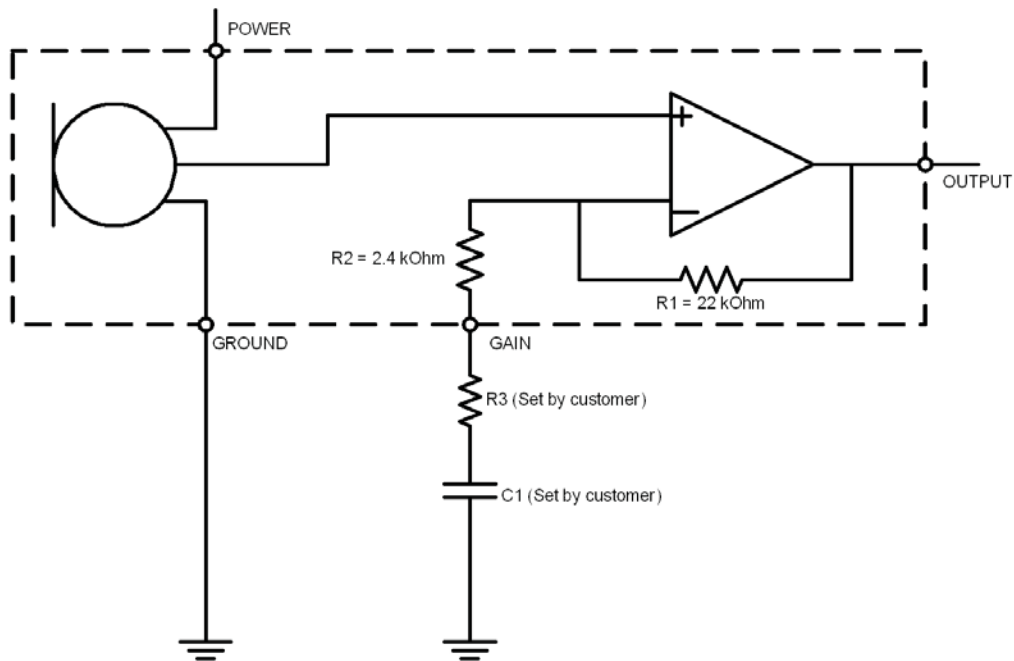 POWER
+
OUTPUT
−
R2 = 2.4 kOhm
R1 = 22 kOhm
GROUND
GAIN
R3 (Set by customer)
C1 (Set by customer)